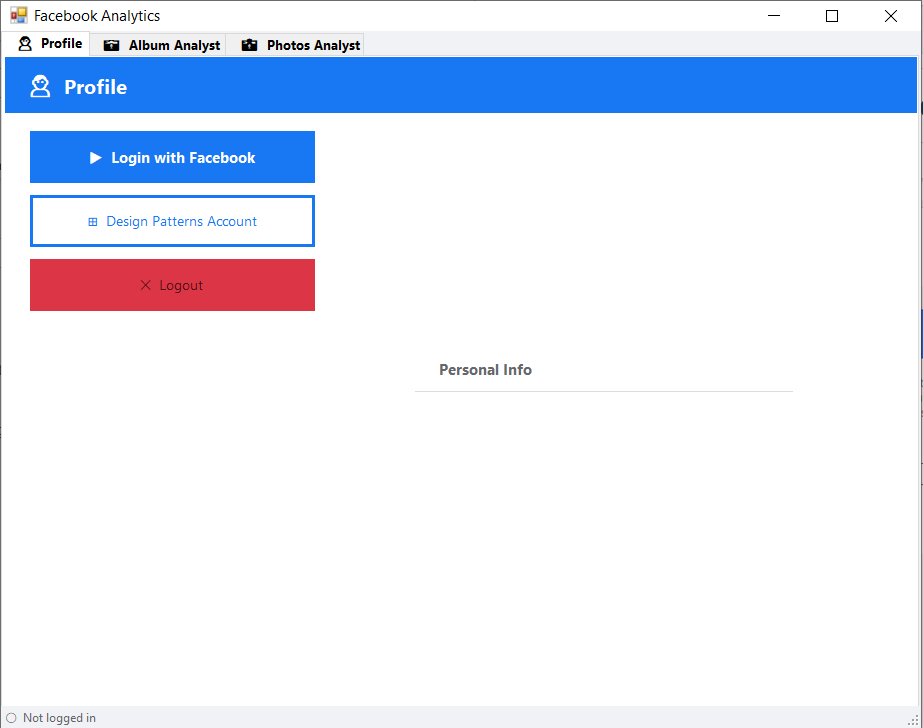 Facebook Analytics
Profile Album Analyst Photos Analyst
Profile
Login with Facebook
Design Patterns Account
Logout
Personal Info
Not logged in